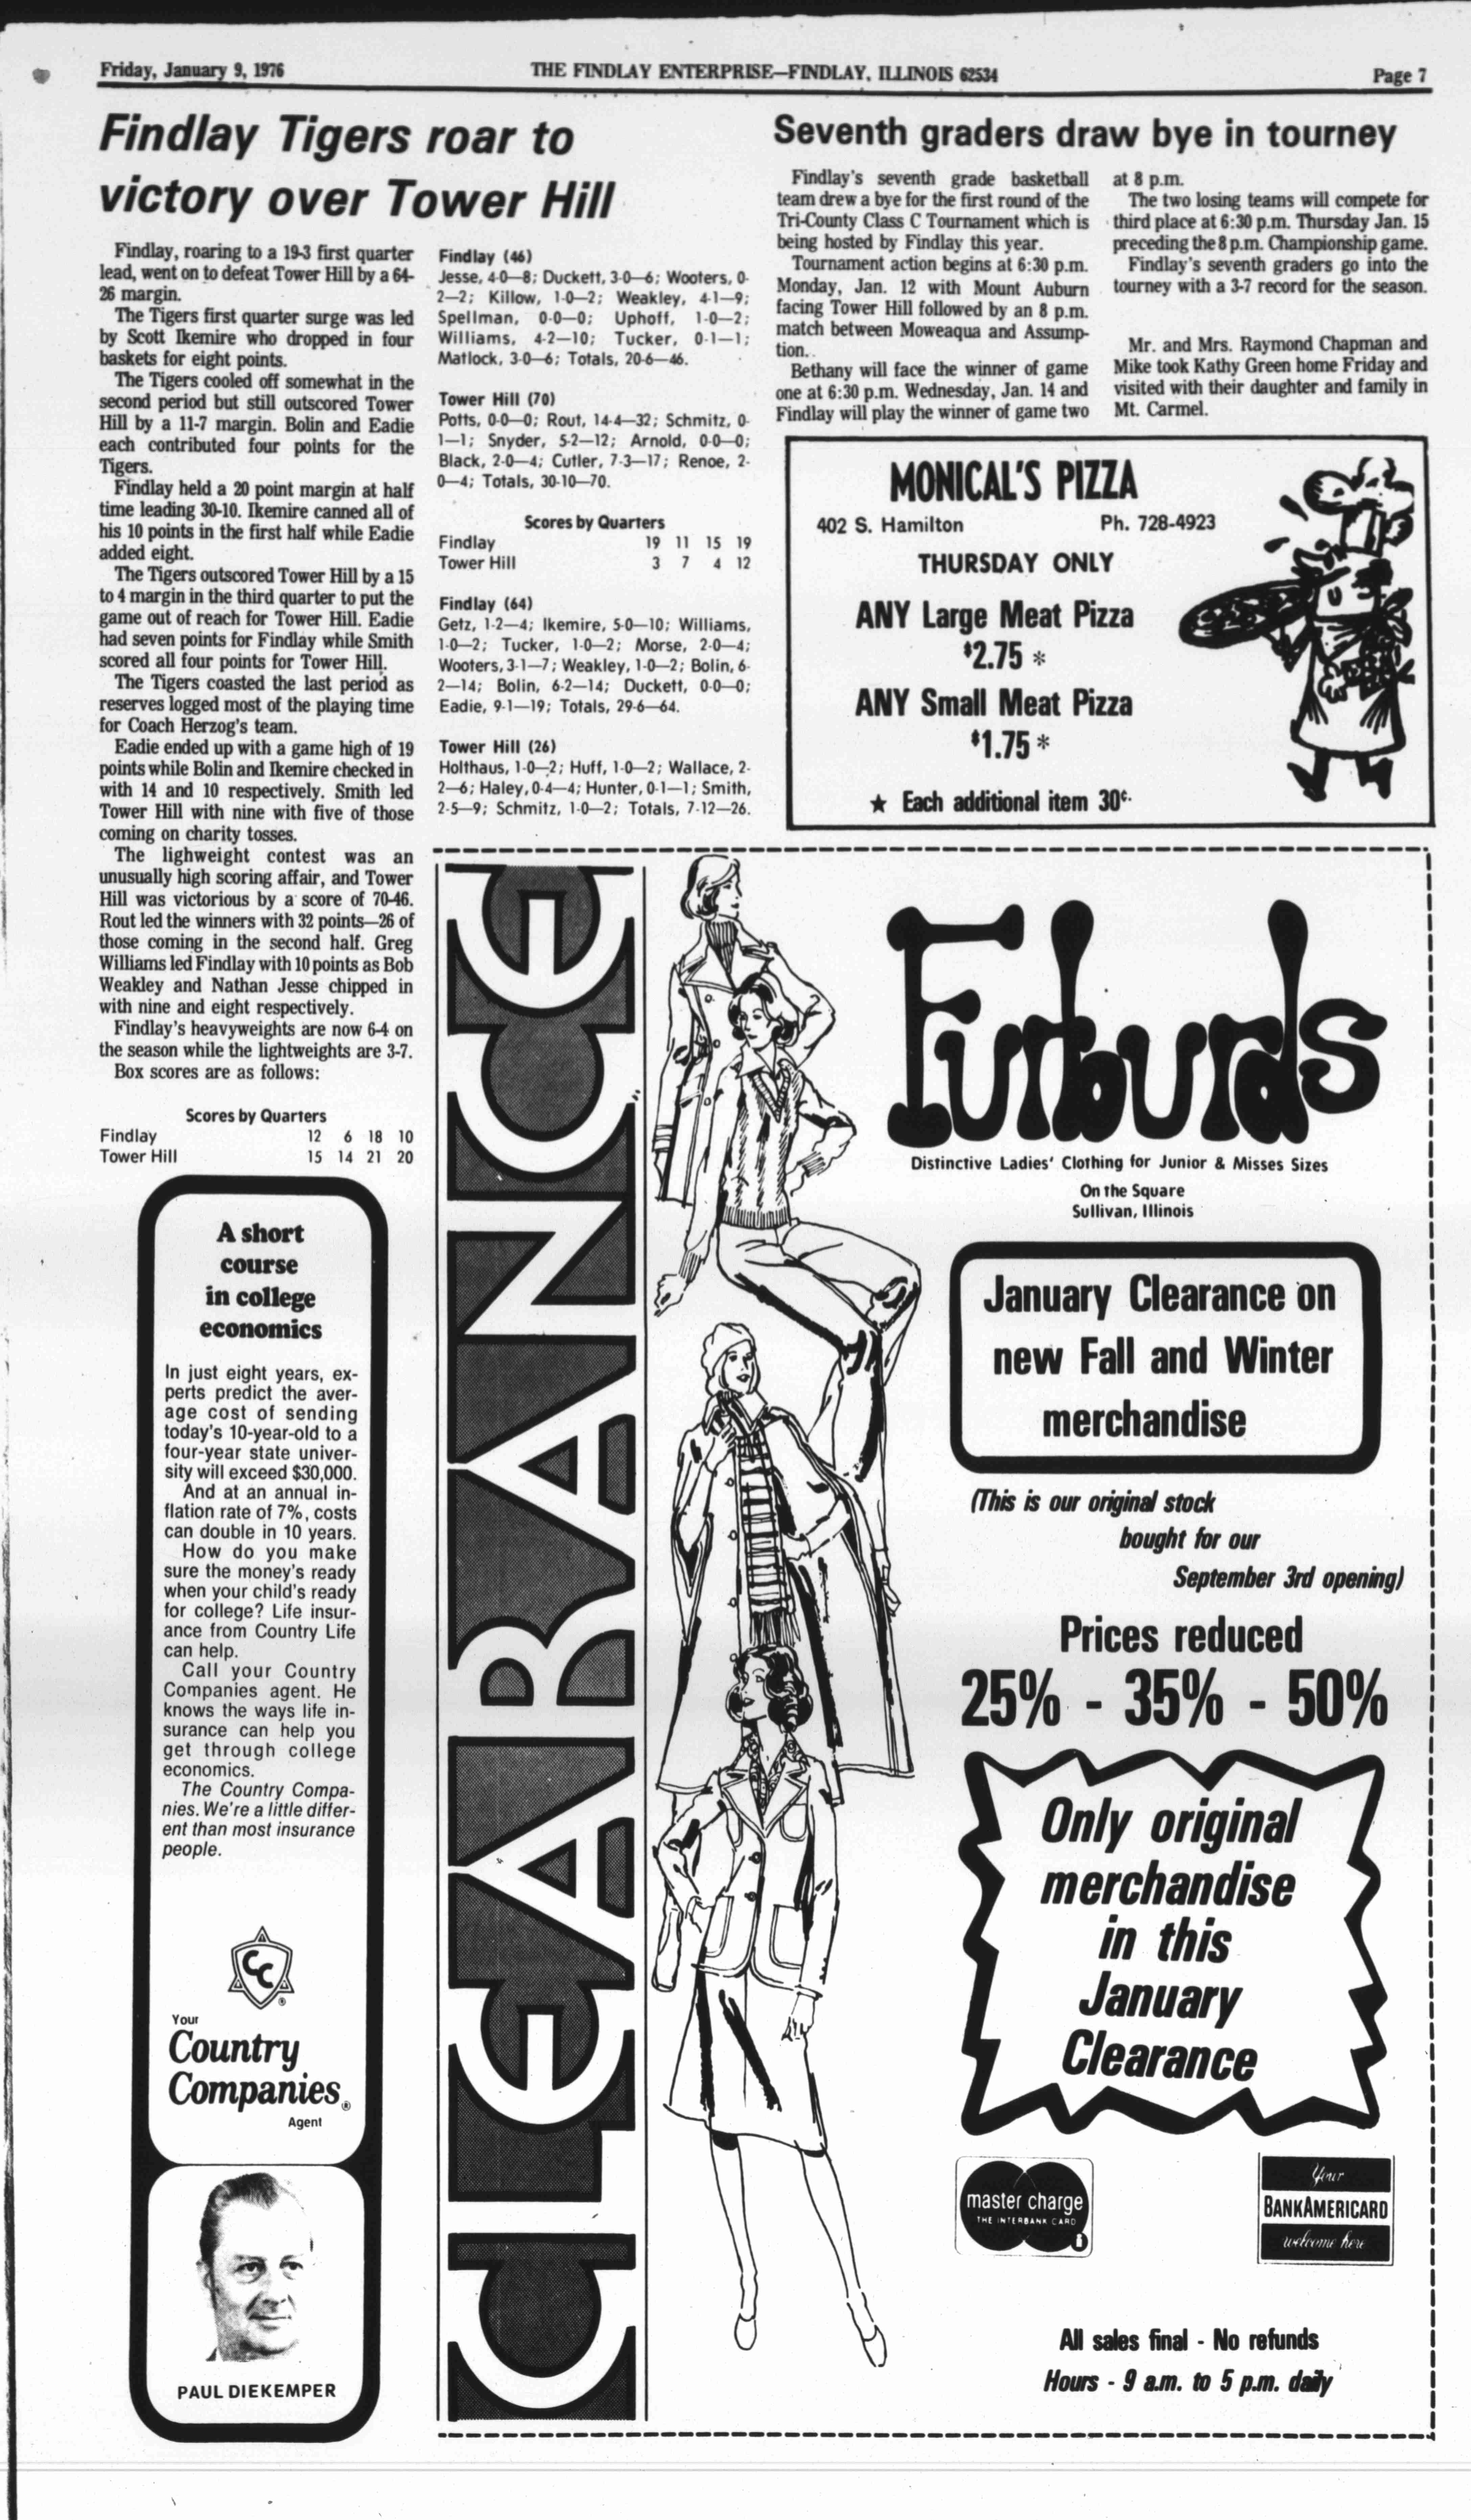 Friday, January 9, 1976
THE FINDLAY ENTERPRISE—FINDLAY, ILLINOIS 62534
Page 7
Findlay Tigers roar to
victory over Tower Hill
Findlay, roaring to a 19-3 first quarter
lead, went on to defeat Tower Hill by a 64-
26 margin.
The Tigers first quarter surge was led
by Scott Ikemire who dropped in four
baskets for eight points.
The Tigers cooled off somewhat in the
second period but still outscored Tower
Hill by a 11-7 margin. Bolin and Eadie
each contributed four points for the
Tigers.
Findlay held a 20 point margin at half
time leading 30-10. Ikemire canned all of
his 10 points in the first half while Eadie
added eight.
The Tigers outscored Tower Hill by a 15
to 4 margin in the third quarter to put the
game out of reach for Tower Hill. Eadie
had seven points for Findlay while Smith
scored all four points for Tower Hill.
The Tigers coasted the last period as
reserves logged most of the playing time
for Coach Herzog's team.
Eadie ended up with a game high of 19
points while Bolin and Ikemire checked in
with 14 and 10 respectively. Smith led
Tower Hill with nine with five of those
coming on charity tosses.
The lighweight contest was an
unusually high scoring affair, and Tower
Hill was victorious by a score of 70-46.
Rout led the winners with 32 points—26 of
those coming in the second half. Greg
Williams led Findlay with 10 points as Bob
Weakley and Nathan Jesse chipped in
with nine and eight respectively.
Findlay's heavyweights are now 6-4 on
the season while the lightweights are 3-7.
Box scores are as follows:
Scores by Quarters
Findlay 12 6 18 10
Tower Hill 15 14 21 20
Findlay (46)
Jesse, 4-0—8; Duckett, 3-0—6; Wooters, 0-
2—2; Killow, 1-0—2; Weakley, 4-1—9;
Spellman, 0-0—0; Uphoff, 1-0—2;
Williams, 4-2—10; Tucker, 0-1—1;
Matlock, 3-0—6; Totals, 20-6—46.
Tower Hill (70)
Potts, 0-0—0; Rout, 14-4—32; Schmitz, 0-
1—1; Snyder, 5-2—12; Arnold, 0-0—0;
Black, 2-0—4; Cutler, 7-3—17; Renoe, 2-
0—4; Totals, 30-10—70.
Scores by Quarters
Findlay 19 11 15 19
Tower Hill 3 7 4 12
Findlay (64)
Getz, 1-2—4; Ikemire, 5-0—10; Williams,
1-0—2; Tucker, 1-0—2; Morse, 2-0—4;
Wooters, 3-1—7; Weakley, 1-0—2; Bolin, 6-
2—14; Bolin, 6-2—14; Duckett, 0-0—0;
Eadie, 9-1—19; Totals, 29-6—64.
Tower Hill (26)
Holthaus, 1-0—2; Huff, 1-0—2; Wallace, 2-
2—6; Haley, 0-4—4; Hunter, 0-1—1; Smith,
2-5—9; Schmitz, 1-0—2; Totals, 7-12—26.
Seventh graders draw bye in tourney
Findlay's seventh grade basketball
team drew a bye for the first round of the
Tri-County Class C Tournament which is
being hosted by Findlay this year.
Tournament action begins at 6:30 p.m.
Monday, Jan. 12 with Mount Auburn
facing Tower Hill followed by an 8 p.m.
match between Moweaqua and Assump-
tion..
Bethany will face the winner of game
one at 6:30 p.m. Wednesday, Jan. 14 and
Findlay will play the winner of game two
at 8 p.m.
The two losing teams will compete for
third place at 6:30 p.m. Thursday Jan. 15
preceding the 8 p.m. Championship game.
Findlay's seventh graders go into the
tourney with a 3-7 record for the season.
Mr. and Mrs. Raymond Chapman and
Mike took Kathy Green home Friday and
visited with their daughter and family in
Mt. Carmel.
MONICAL'S PIZZA
402 S. Hamilton Ph. 728-4923
THURSDAY ONLY
ANY Large Meat Pizza
$2.75 *
ANY Small Meat Pizza
$1.75 *
★ Each additional item 30¢.
A short
course
in college
economics
In just eight years, ex-
perts predict the aver-
age cost of sending
today's 10-year-old to a
four-year state univer-
sity will exceed $30,000.
And at an annual in-
flation rate of 7%, costs
can double in 10 years.
How do you make
sure the money's ready
when your child's ready
for college? Life insur-
ance from Country Life
can help.
Call your Country
Companies agent. He
knows the ways life in-
surance can help you
get through college
economics.
The Country Compa-
nies. We're a little differ-
ent than most insurance
people.
CC
®
Your
Country
Companies®
Agent
PAUL DIEKEMPER
CLEARANCE
Furburds
Distinctive Ladies' Clothing for Junior & Misses Sizes
On the Square
Sullivan, Illinois
January Clearance on
new Fall and Winter
merchandise
(This is our original stock
bought for our
September 3rd opening)
Prices reduced
25% - 35% - 50%
Only original
merchandise
in this
January
Clearance
master charge
THE INTERBANK CARD
i
Your
BANKAMERICARD
welcome here
All sales final - No refunds
Hours - 9 a.m. to 5 p.m. daily